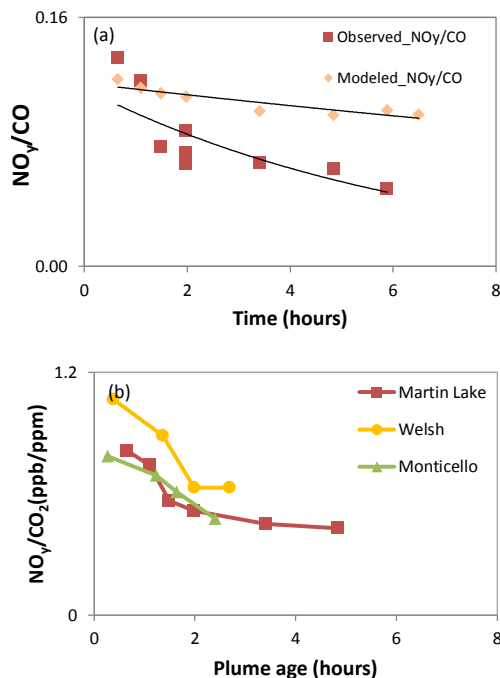 0.16
(a)
Observed_NOy/CO
Modeled_NOy/CO
NOy/CO
0.00
0 2 4 6 8
Time (hours)
1.2
(b)
Martin Lake
Welsh
Monticello
NOy/CO2(ppb/ppm)
0
0 2 4 6 8
Plume age (hours)